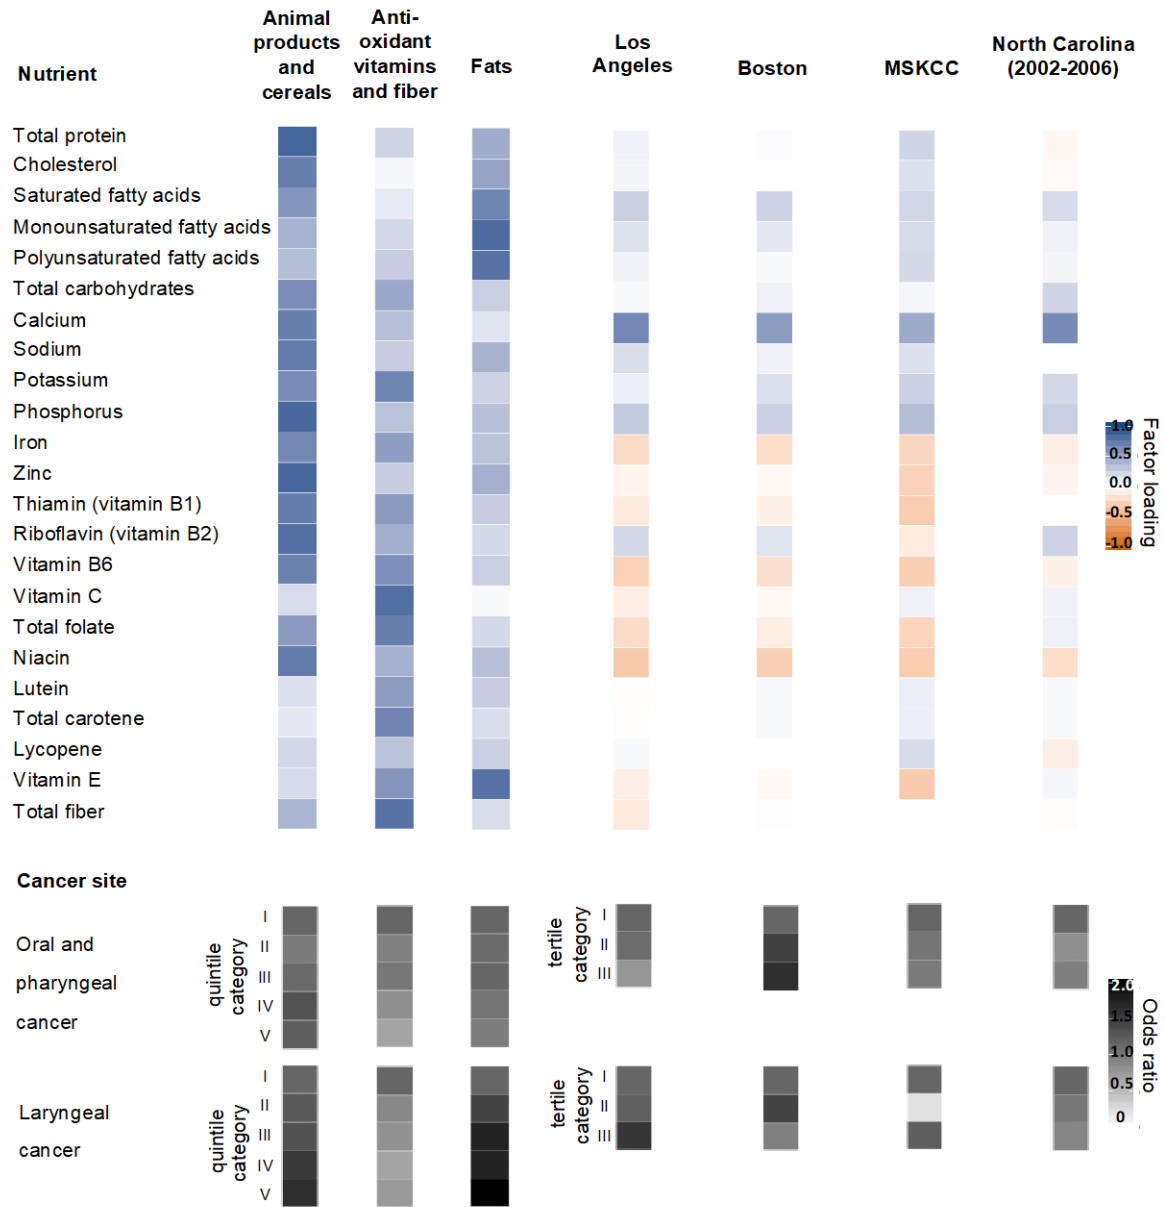 Animal
products
and
cereals
Anti-
oxidant
vitamins
and fiber
Fats
Los
Angeles
Boston
MSKCC
North Carolina
(2002-2006)
Nutrient
Total protein
Cholesterol
Saturated fatty acids
Monounsaturated fatty acids
Polyunsaturated fatty acids
Total carbohydrates
Calcium
Sodium
Potassium
Phosphorus
Iron
Zinc
Thiamin (vitamin B1)
Riboflavin (vitamin B2)
Vitamin B6
Vitamin C
Total folate
Niacin
Lutein
Total carotene
Lycopene
Vitamin E
Total fiber
1.0
0.5
0.0
-0.5
-1.0
Factor loading
Cancer site
Oral and
pharyngeal
cancer
quintile
category
I
II
III
IV
V
tertile
category
I
II
III
Laryngeal
cancer
quintile
category
I
II
III
IV
V
tertile
category
I
II
III
2.0
1.5
1.0
0.5
0
Odds ratio